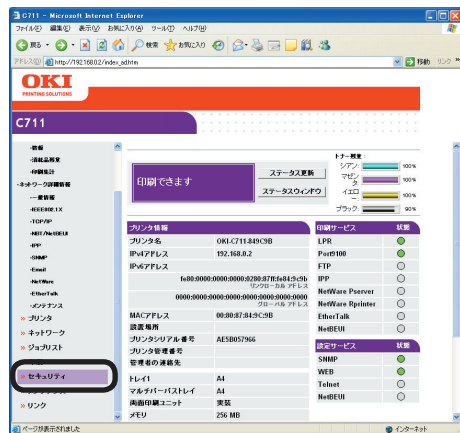 C711 - Microsoft Internet Explorer
ファイル(F) 編集(E) 表示(V) お気に入り(A) ツール(T) ヘルプ(H)
戻る 検索 お気に入り
アドレス(D) http://192.168.0.2/index_ad.htm 移動 リンク
OKI
PRINTING SOLUTIONS
C711
-情報
-消耗品残量
-印刷集計
-ネットワーク詳細情報
-一般情報
-IEEE802.1X
-TCP/IP
-NBT/NetBEUI
-IPP
-SNMP
-Email
-NetWare
-EtherTalk
-メンテナンス
プリンタ
ネットワーク
ジョブリスト
セキュリティ
リンク
印刷できます
ステータス更新
ステータスウィンドウ
トナー残量:
シアン: 100%
マゼンタ: 100%
イエロー: 100%
ブラック: 90%
プリンタ情報
プリンタ名 OKI-C711-849C9B
IPv4アドレス 192.168.0.2
IPv6アドレス
fe80:0000:0000:0000:0280:87ff:fe84:9c9b
リンクローカル アドレス
0000:0000:0000:0000:0000:0000:0000:0000
グローバル アドレス
MACアドレス 00:80:87:84:9C:9B
設置場所
プリンタシリアル番号 AE5B057966
プリンタ管理番号
管理者の連絡先
トレイ1 A4
マルチパーパストレイ A4
両面印刷ユニット 実装
メモリ 256 MB
印刷サービス 状態
LPR
Port9100
FTP
IPP
NetWare Pserver
NetWare Rprinter
EtherTalk
NetBEUI
設定サービス 状態
SNMP
WEB
Telnet
NetBEUI
ページが表示されました
インターネット